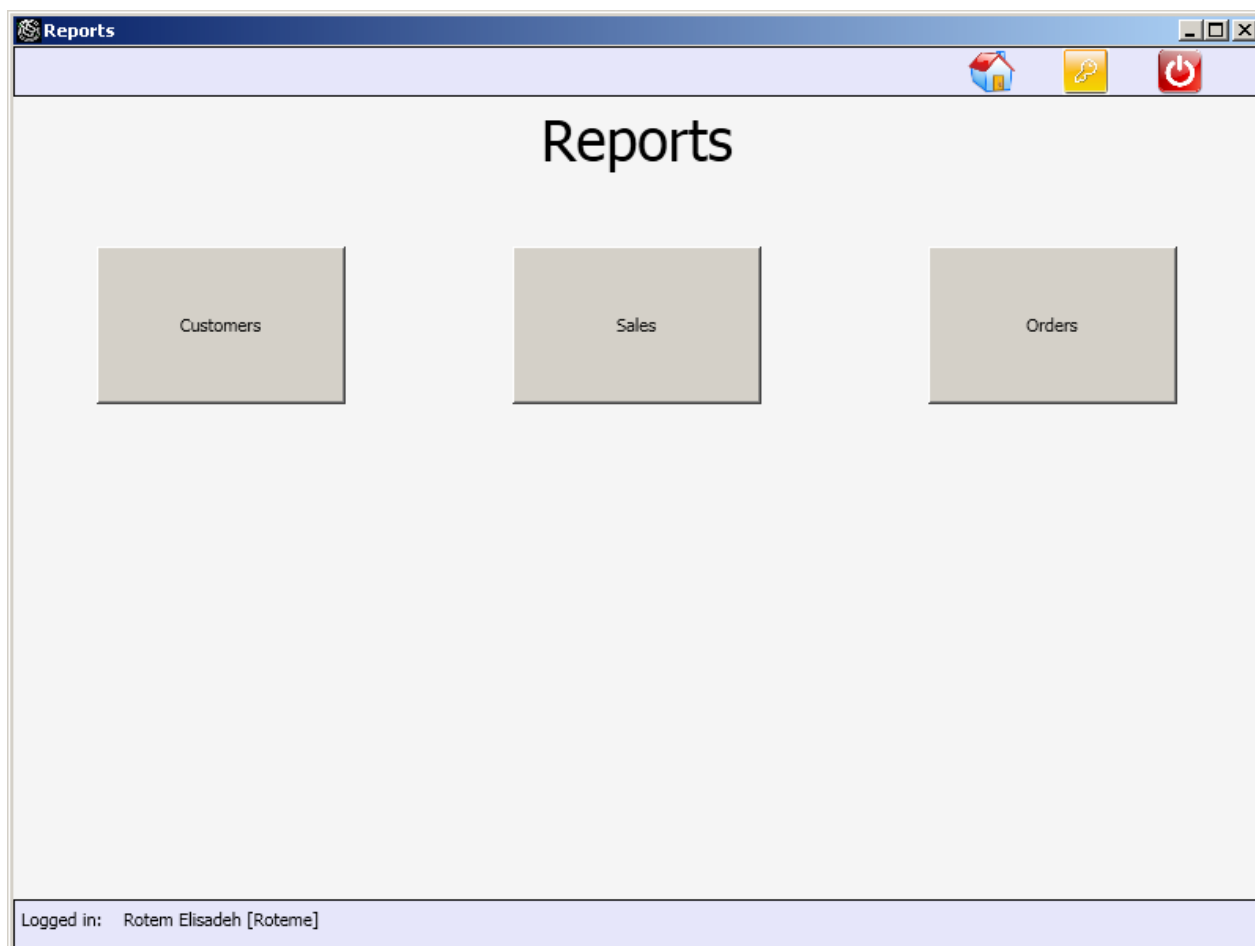 Reports
Reports
Customers
Sales
Orders
Logged in: Rotem Elisadeh [Roteme]